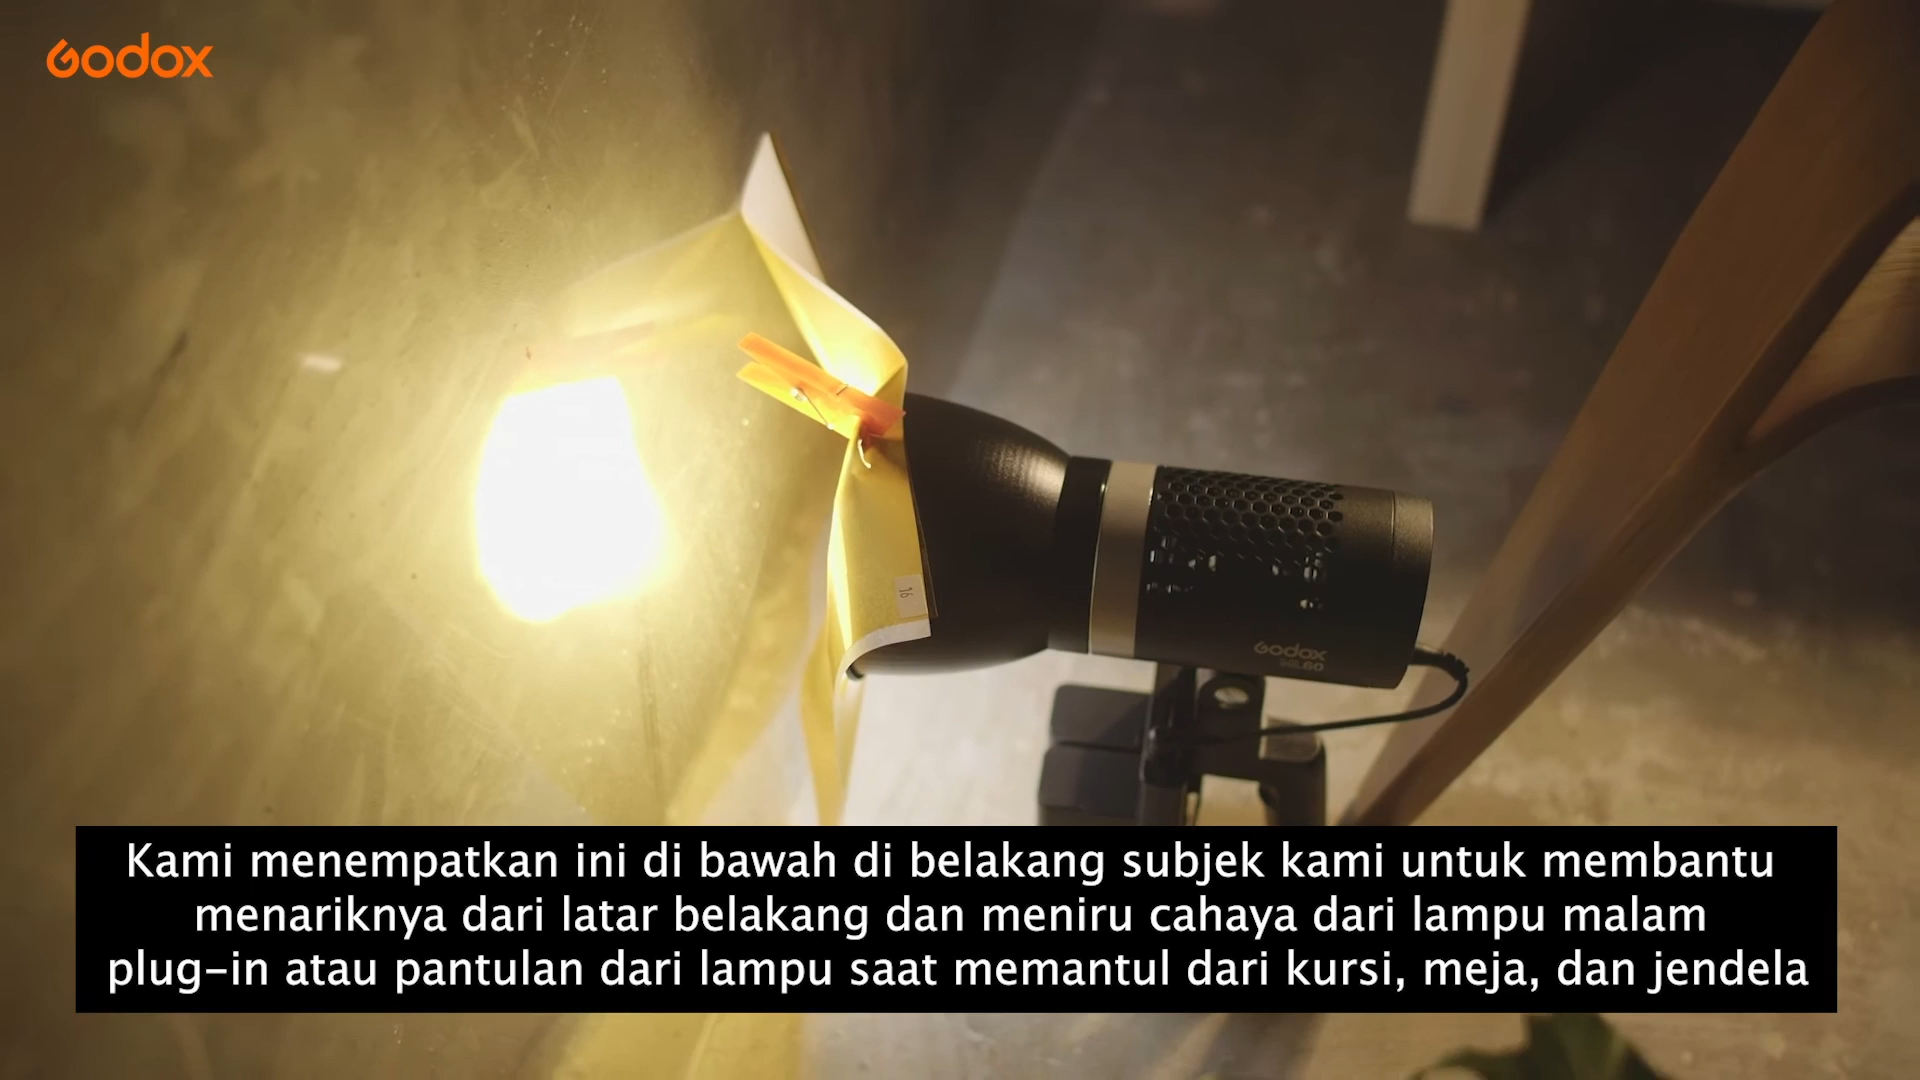 Godox
16
Godox
ML60
Kami menempatkan ini di bawah di belakang subjek kami untuk membantu
menariknya dari latar belakang dan meniru cahaya dari lampu malam
plug-in atau pantulan dari lampu saat memantul dari kursi, meja, dan jendela